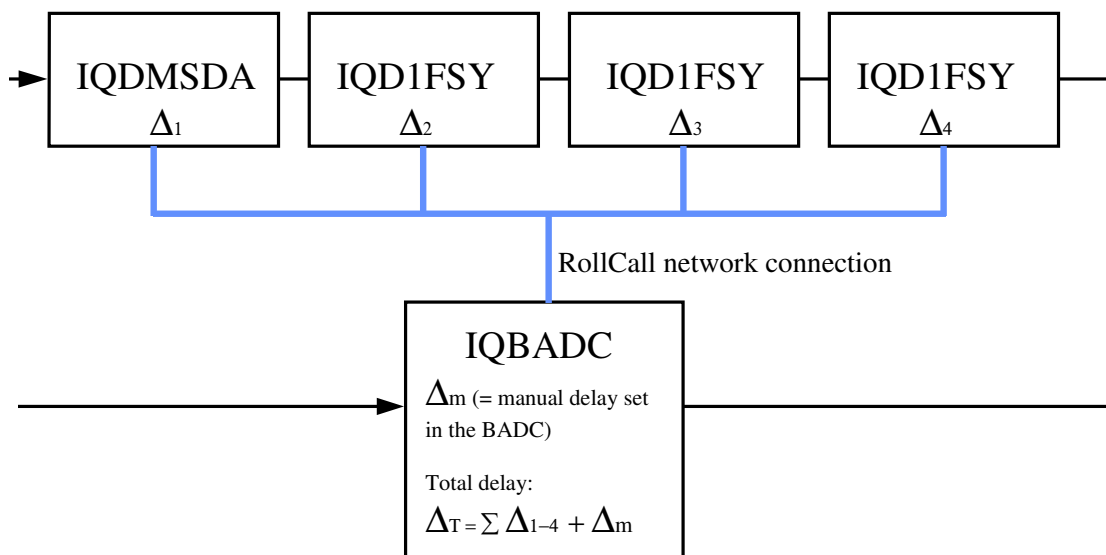 IQDMSDA
Δ1
IQD1FSY
Δ2
IQD1FSY
Δ3
IQD1FSY
Δ4
RollCall network connection
IQBADC
Δm (= manual delay set
in the BADC)
Total delay:
ΔT = ∑ Δ1–4 + Δm